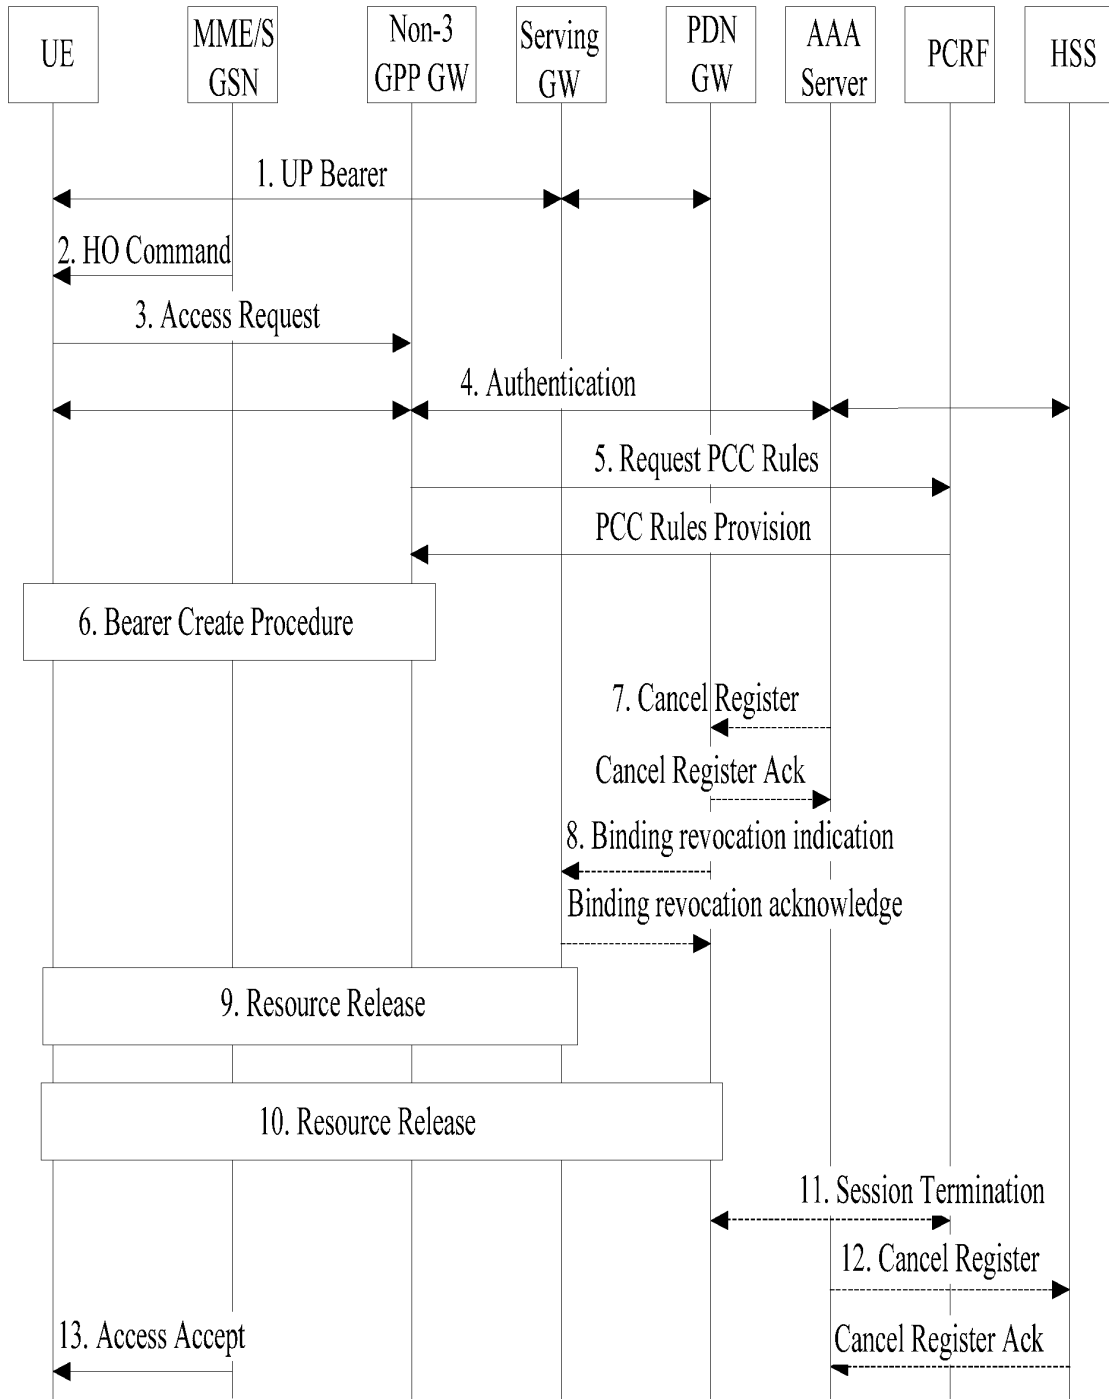 UE
MME/S
GSN
Non-3
GPP GW
Serving
GW
PDN
GW
AAA
Server
PCRF
HSS
1. UP Bearer
2. HO Command
3. Access Request
4. Authentication
5. Request PCC Rules
PCC Rules Provision
6. Bearer Create Procedure
7. Cancel Register
Cancel Register Ack
8. Binding revocation indication
Binding revocation acknowledge
9. Resource Release
10. Resource Release
11. Session Termination
12. Cancel Register
13. Access Accept
Cancel Register Ack